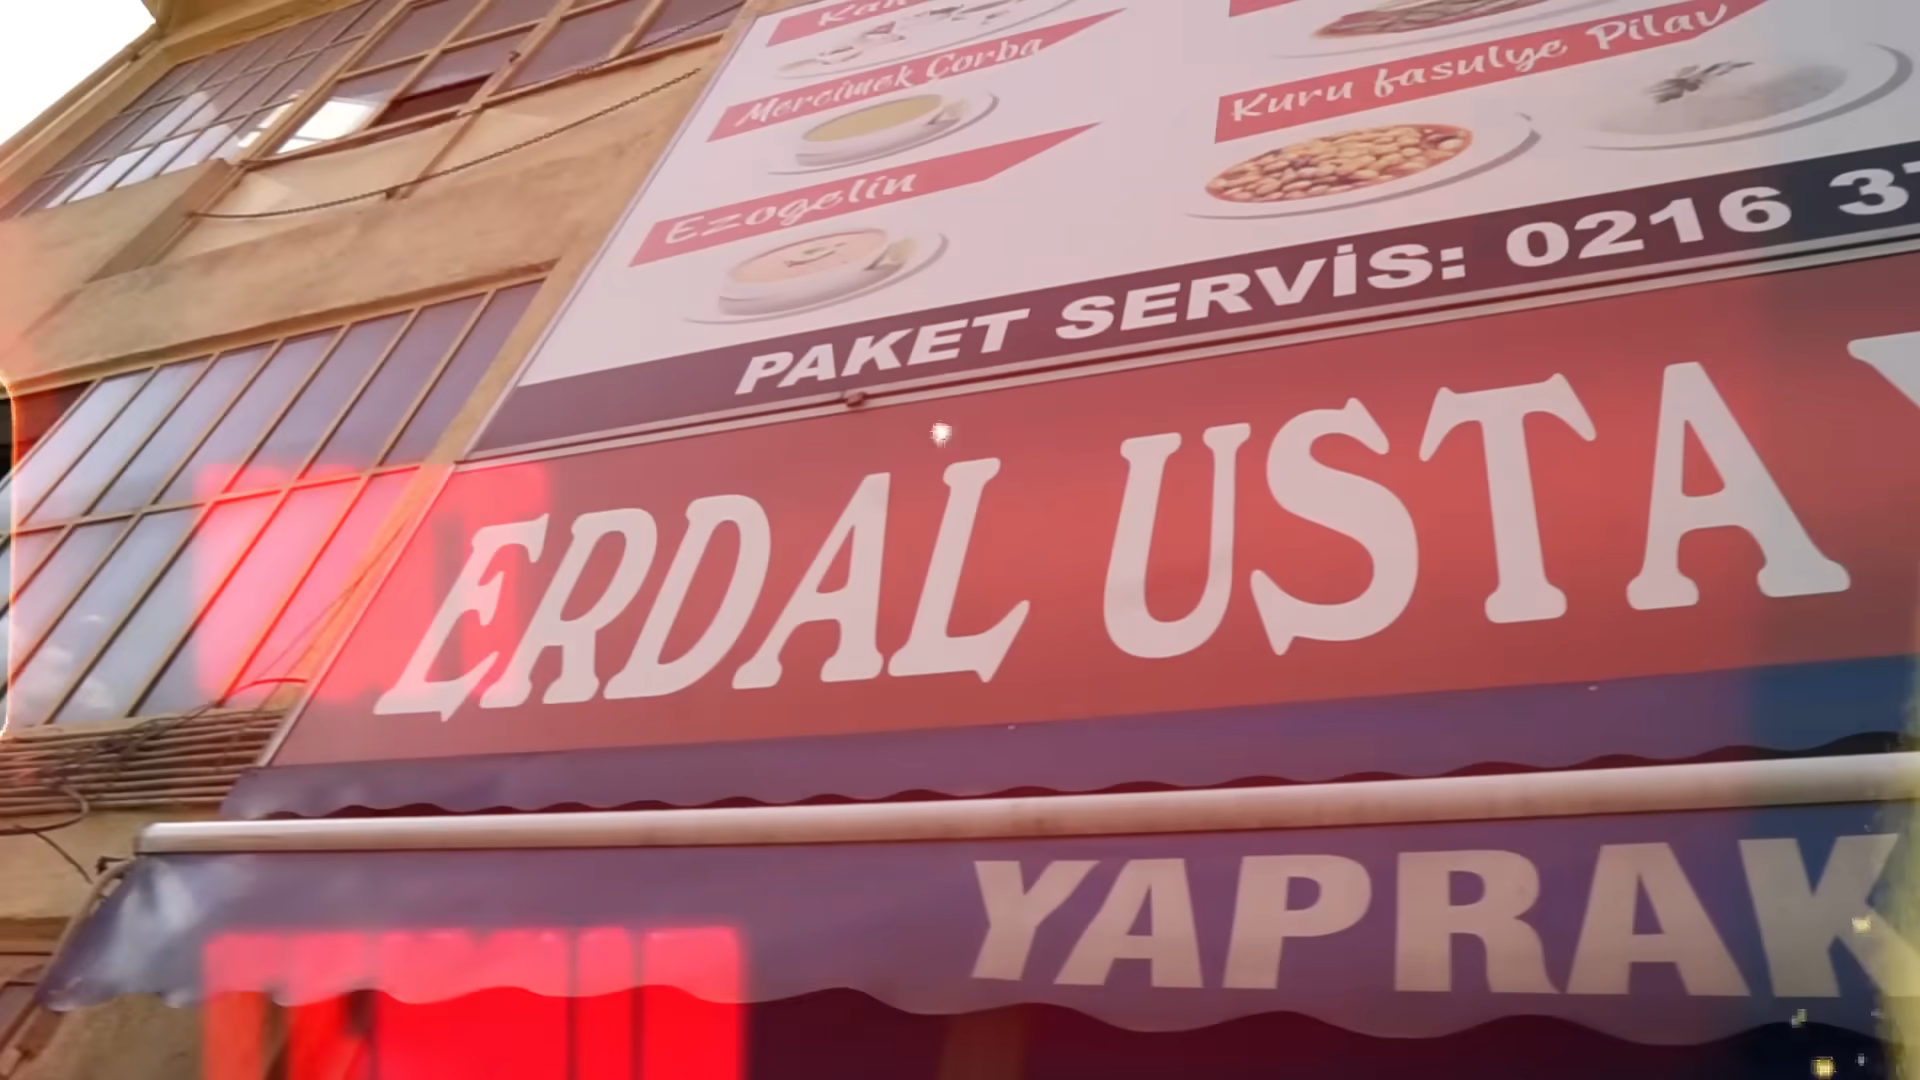 Mercimek Çorba
Ezogelin
Kuru fasulye Pilav
PAKET SERVİS: 0216
ERDAL USTA
YAPRAK